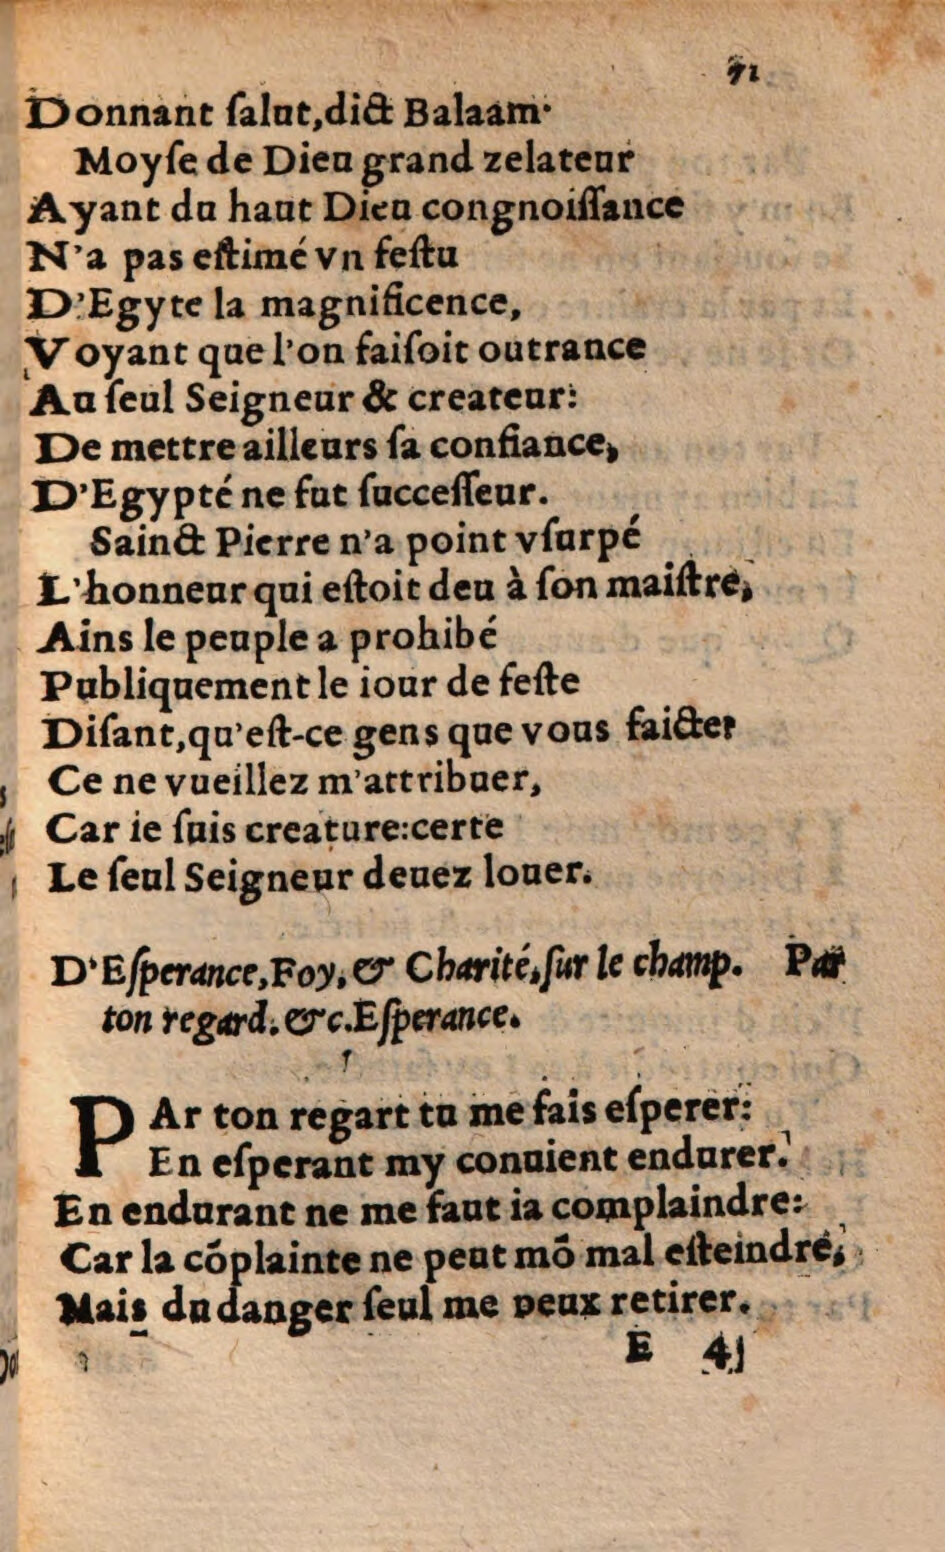 71
Donnant ſalut,dict Balaam·
Moyſe de Dieu grand zelateur
Ayant du haut Dieu congnoiſſance
N'a pas eſtimé vn feſtu
D'Egyte la magnificence,
Voyant que l'on faiſoit outrance
Au ſeul Seigneur & createur:
De mettre ailleurs ſa confiance,
D'Egypté ne fut ſucceſſeur.
Sainct Pierre n'a point vſurpé
L'honneur qui eſtoit deu à ſon maiſtre,
Ains le peuple a prohibé
Publiquement le iour de feſte
Diſant,qu'eſt-ce gens que vous faictet
Ce ne vueillez m'attribuer,
Car ie ſuis creature:certe
Le ſeul Seigneur deuez louer.
D'Eſperance,Foy,& Charité,ſur le champ. Par
ton regard.&c.Eſperance.
PAr ton regart tu me fais eſperer:
En eſperant my conuient endurer.
En endurant ne me faut ia complaindre:
Car la cõplainte ne peut mõ mal eſteindre,
Mais du danger ſeul me peux retirer.
E 4j